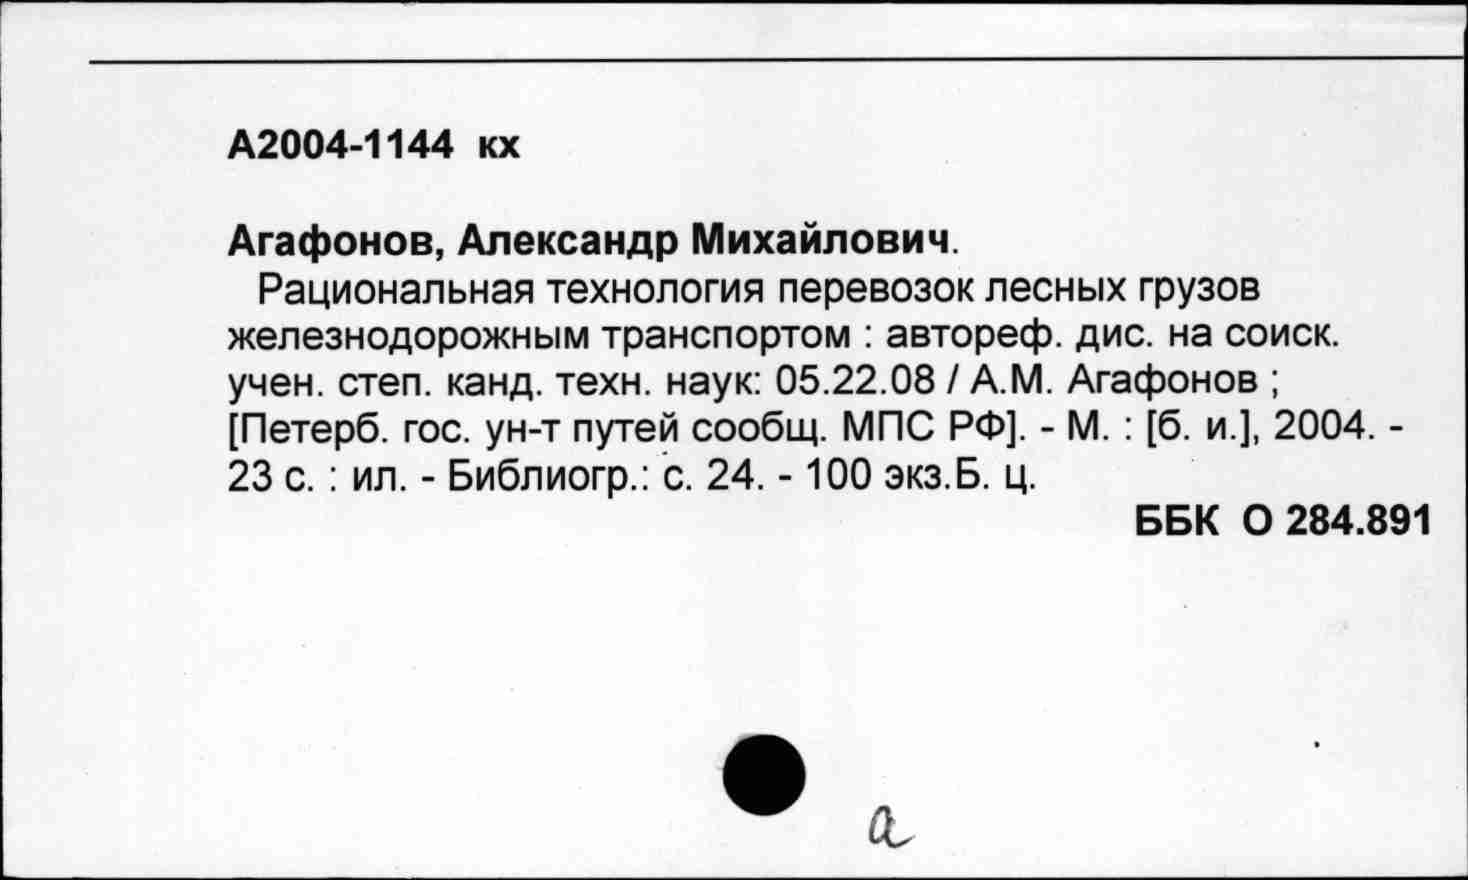 А2004-1144 кх
Агафонов, Александр Михайлович.
Рациональная технология перевозок лесных грузов
железнодорожным транспортом : автореф. дис. на соиск.
учен. степ. канд. техн. наук: 05.22.08 / А.М. Агафонов ;
[Петерб. гос. ун-т путей сообщ. МПС РФ]. - М. : [б. и.], 2004. -
23 с. : ил. - Библиогр.: с. 24. - 100 экз.Б. ц.
ББК О 284.891
а